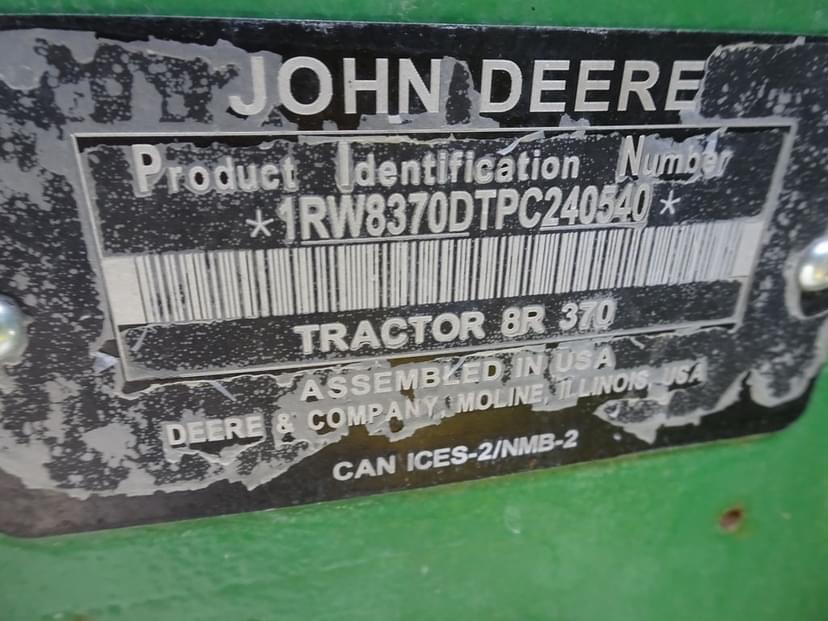 JOHN DEERE
Product Identification Number
*1RW8370DTPC240540*
TRACTOR 8R 370
ASSEMBLED IN USA
DEERE & COMPANY, MOLINE, ILLINOIS, USA
CAN ICES-2/NMB-2